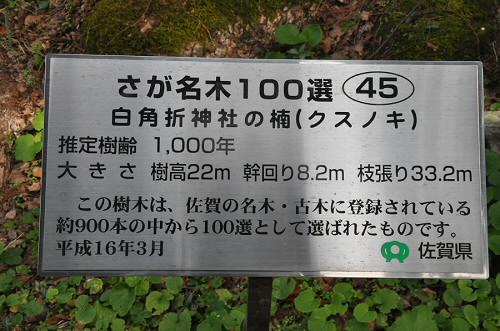 さが名木100選 45
白角折神社の楠(クスノキ)
推定樹齢 1,000年
大きさ 樹高22m 幹回り8.2m 枝張り33.2m
この樹木は、佐賀の名木・古木に登録されている
約900本の中から100選として選ばれたものです。
平成16年3月 佐賀県